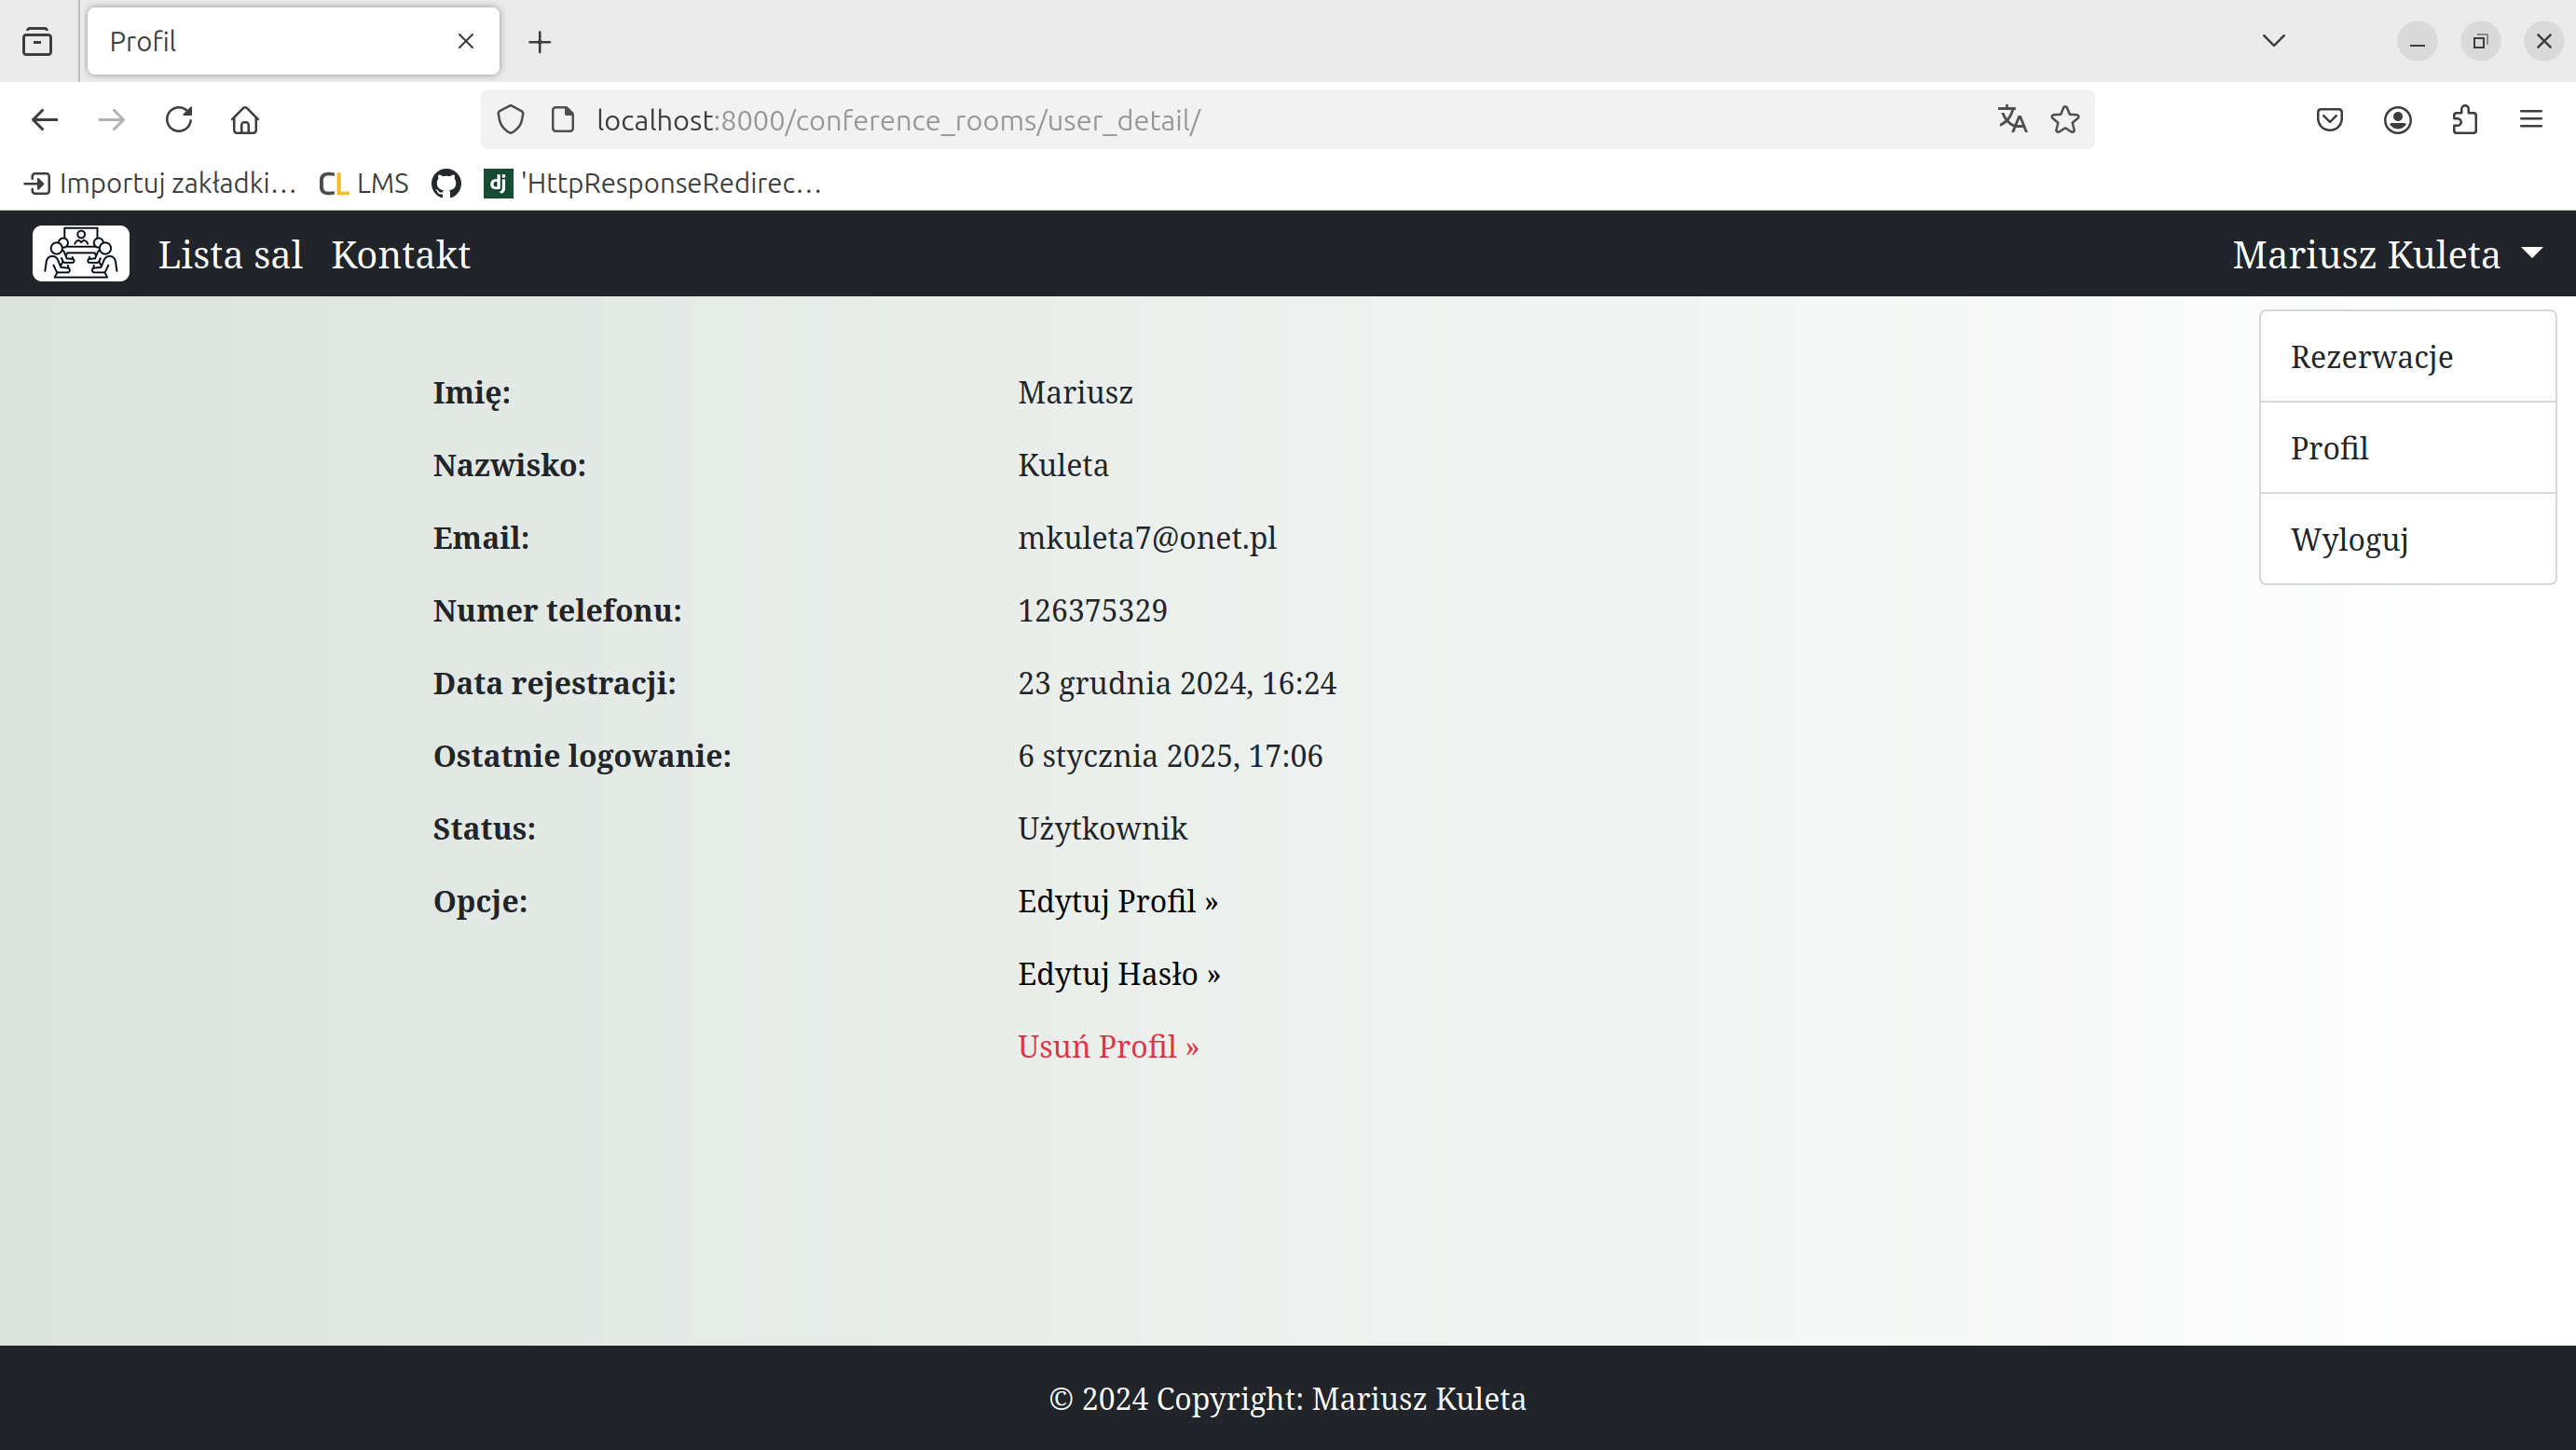 Profil
localhost:8000/conference_rooms/user_detail/
Importuj zakładki...
CL LMS
dj 'HttpResponseRedirec...
Lista sal Kontakt
Mariusz Kuleta
Rezerwacje
Profil
Wyloguj
Imię: Mariusz
Nazwisko: Kuleta
Email: mkuleta7@onet.pl
Numer telefonu: 126375329
Data rejestracji: 23 grudnia 2024, 16:24
Ostatnie logowanie: 6 stycznia 2025, 17:06
Status: Użytkownik
Opcje: Edytuj Profil »
Edytuj Hasło »
Usuń Profil »
© 2024 Copyright: Mariusz Kuleta